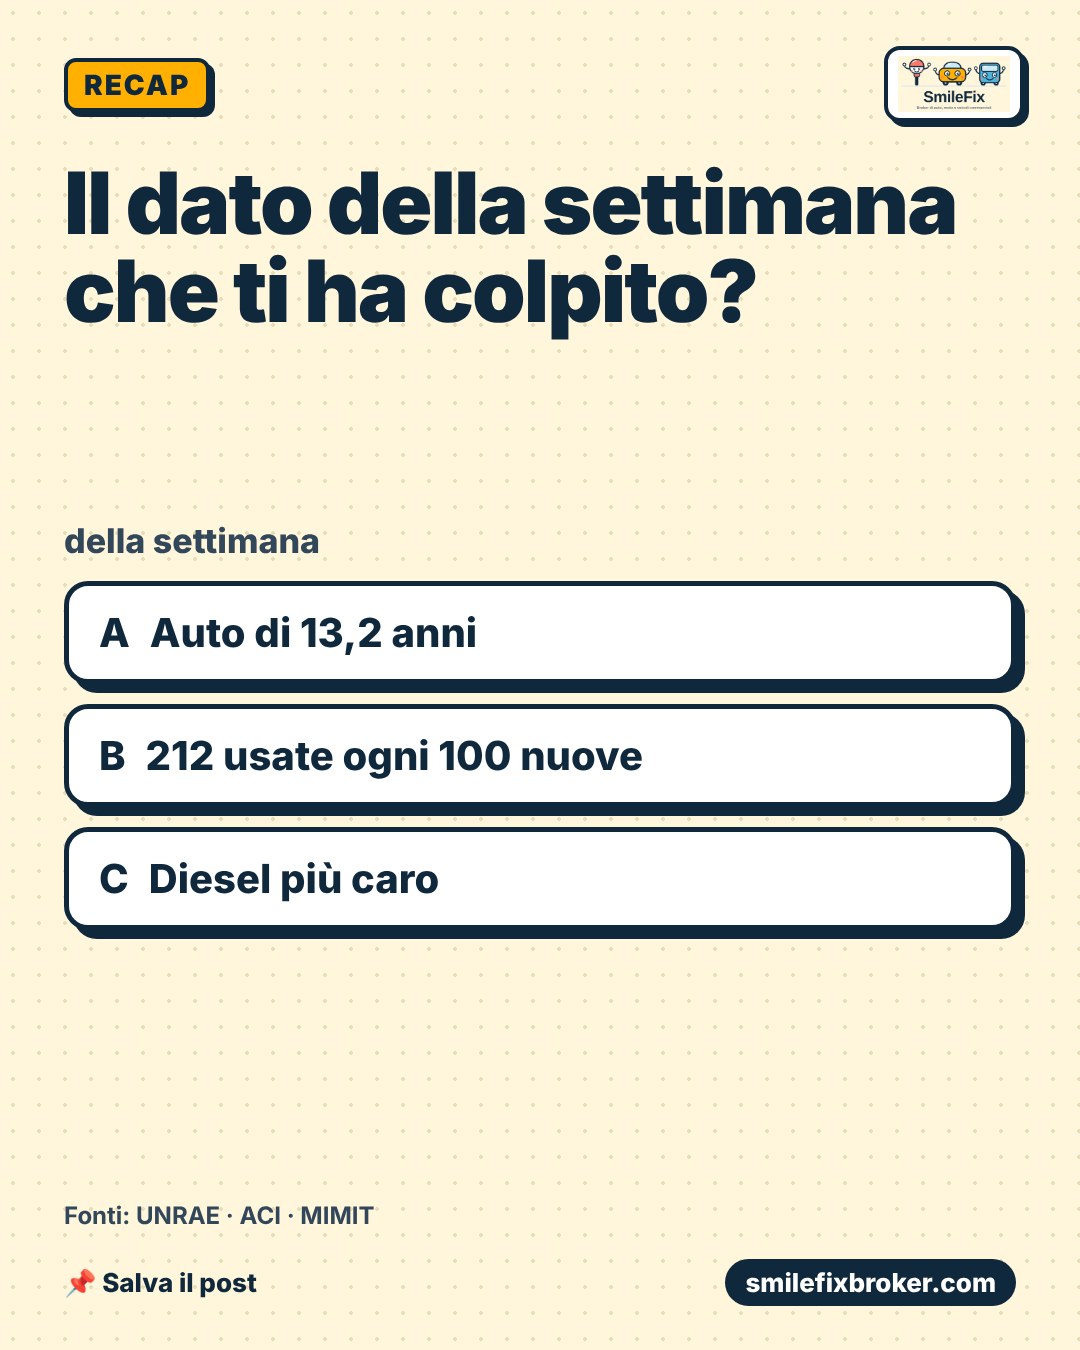 RECAP
SmileFix
Il dato della settimana
che ti ha colpito?
della settimana
A Auto di 13,2 anni
B 212 usate ogni 100 nuove
C Diesel più caro
Fonti: UNRAE · ACI · MIMIT
📌 Salva il post
smilefixbroker.com